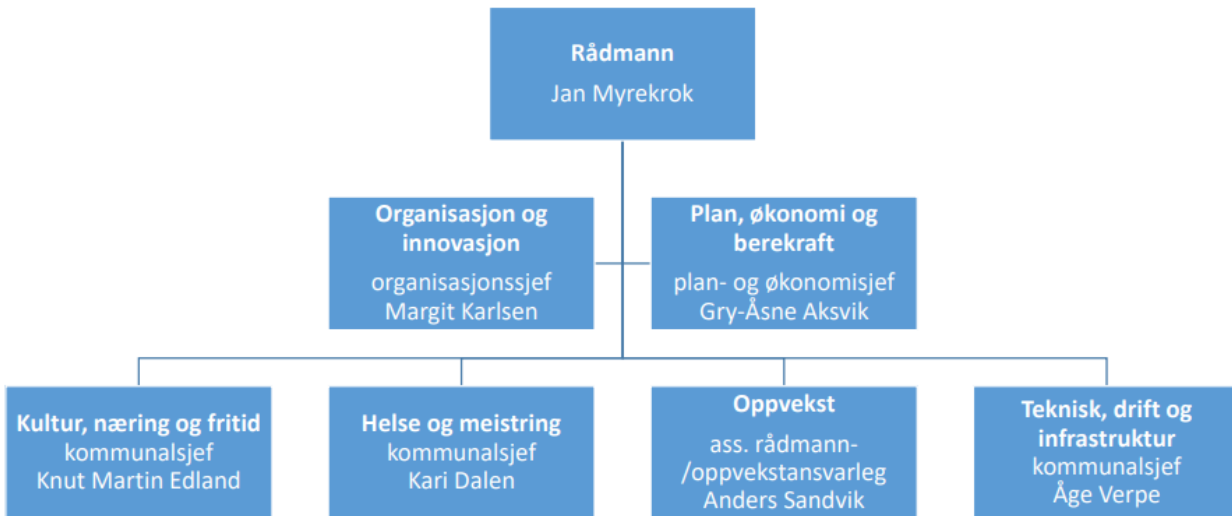 Rådmann
Jan Myrekrok
Organisasjon og
innovasjon
organisasjonssjef
Margit Karlsen
Plan, økonomi og
berekraft
plan- og økonomisjef
Gry-Åsne Aksvik
Kultur, næring og fritid
kommunalsjef
Knut Martin Edland
Helse og meistring
kommunalsjef
Kari Dalen
Oppvekst
ass. rådmann-
/oppvekstansvarleg
Anders Sandvik
Teknisk, drift og
infrastruktur
kommunalsjef
Åge Verpe